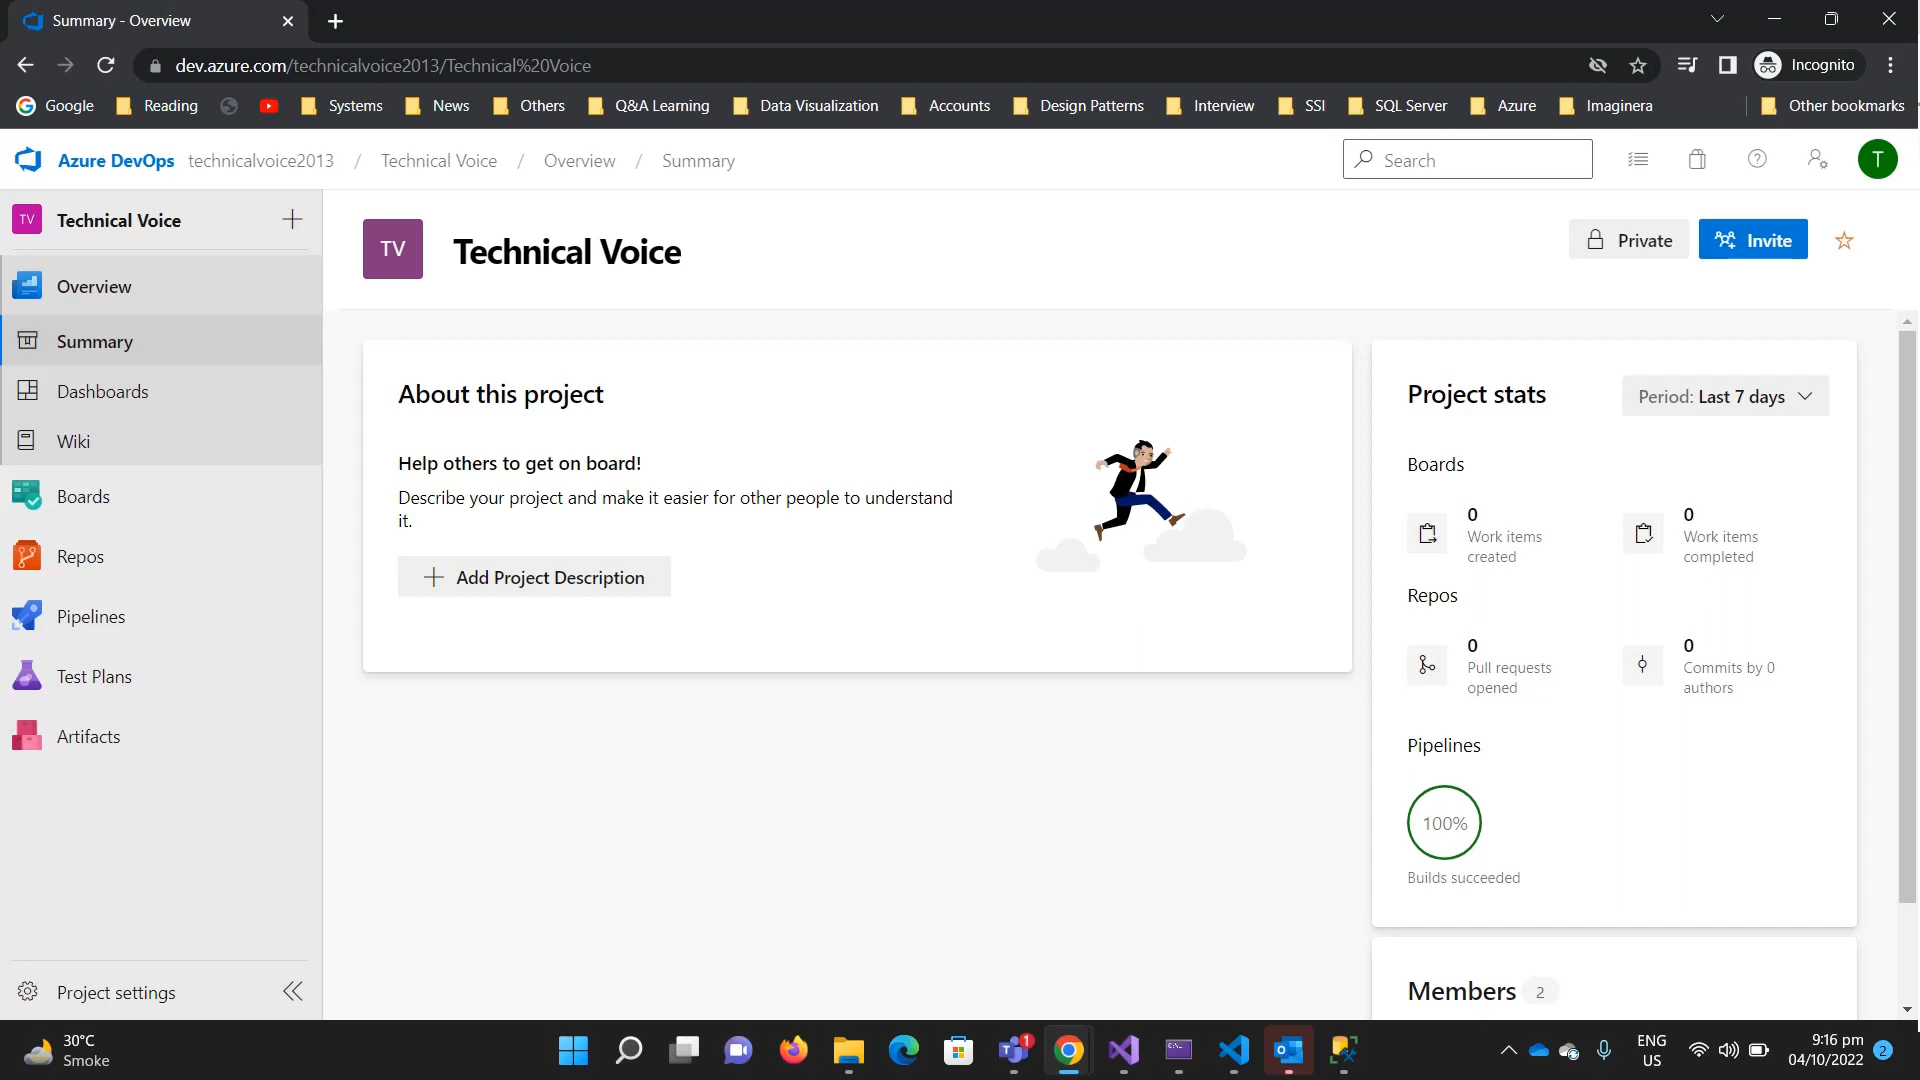 Summary - Overview
dev.azure.com/technicalvoice2013/Technical%20Voice
Incognito
Google
Reading
Systems
News
Others
Q&A Learning
Data Visualization
Accounts
Design Patterns
Interview
SSI
SQL Server
Azure
Imaginera
Other bookmarks
Azure DevOps technicalvoice2013 / Technical Voice / Overview / Summary
Search
T
TV Technical Voice
Overview
Summary
Dashboards
Wiki
Boards
Repos
Pipelines
Test Plans
Artifacts
Project settings
TV Technical Voice
Private
Invite
About this project
Help others to get on board!
Describe your project and make it easier for other people to understand
it.
Add Project Description
Project stats
Period: Last 7 days
Boards
0
Work items
created
0
Work items
completed
Repos
0
Pull requests
opened
0
Commits by 0
authors
Pipelines
100%
Builds succeeded
Members 2
30°C
Smoke
1
ENG
US
9:16 pm
04/10/2022
2